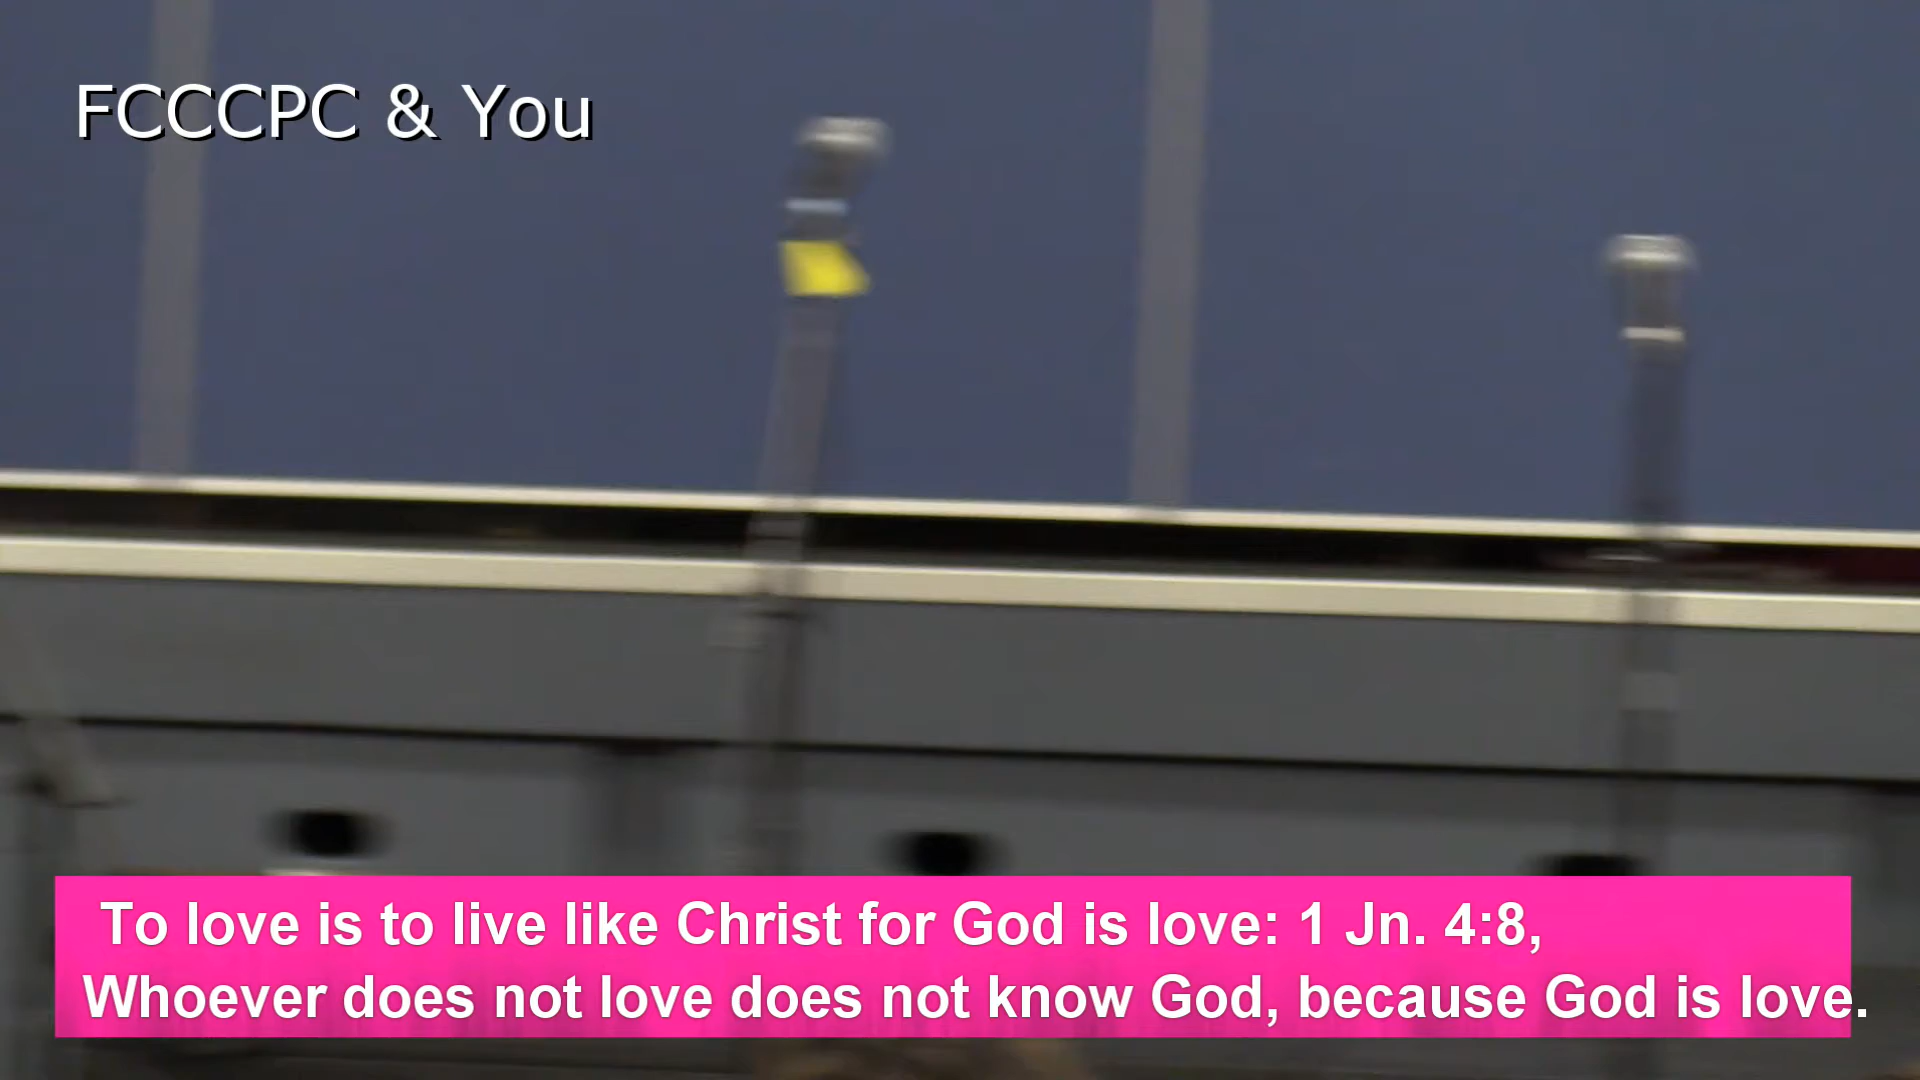 FCCCPC & You
To love is to live like Christ for God is love: 1 Jn. 4:8,
Whoever does not love does not know God, because God is love.